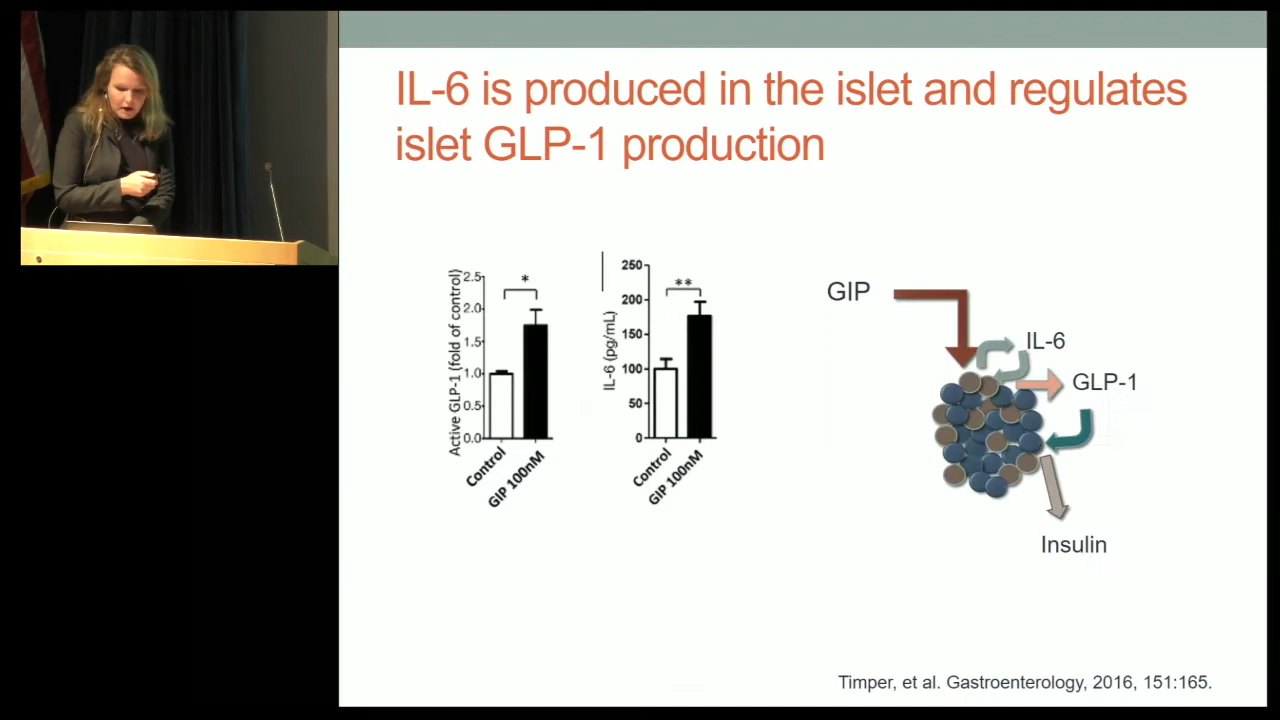 IL-6 is produced in the islet and regulates
islet GLP-1 production
Active GLP-1 (fold of control)
2.5
2.0
1.5
1.0
0.5
0.0
*
Control
GIP 100nM
IL-6 (pg/mL)
250
200
150
100
50
0
**
Control
GIP 100nM
GIP
IL-6
GLP-1
Insulin
Timper, et al. Gastroenterology, 2016, 151:165.